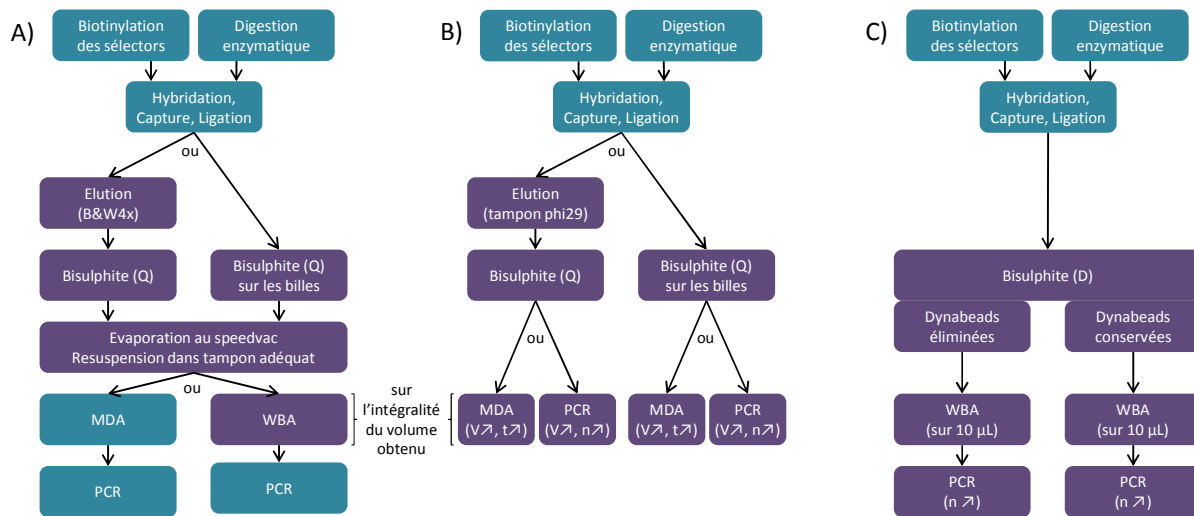 A)
Biotinylation
des sélectors
Digestion
enzymatique
Hybridation,
Capture, Ligation
ou
Elution
(B&W4x)
Bisulphite (Q)
Bisulphite (Q)
sur les billes
Evaporation au speedvac
Resuspension dans tampon adéquat
ou
MDA
WBA
PCR
PCR
sur
l'intégralité
du volume
obtenu
B)
Biotinylation
des sélectors
Digestion
enzymatique
Hybridation,
Capture, Ligation
ou
Elution
(tampon phi29)
Bisulphite (Q)
Bisulphite (Q)
sur les billes
ou
ou
MDA
(V↗, t↗)
PCR
(V↗, n↗)
MDA
(V↗, t↗)
PCR
(V↗, n↗)
C)
Biotinylation
des sélectors
Digestion
enzymatique
Hybridation,
Capture, Ligation
Bisulphite (D)
Dynabeads
éliminées
Dynabeads
conservées
WBA
(sur 10 µL)
WBA
(sur 10 µL)
PCR
(n ↗)
PCR
(n ↗)